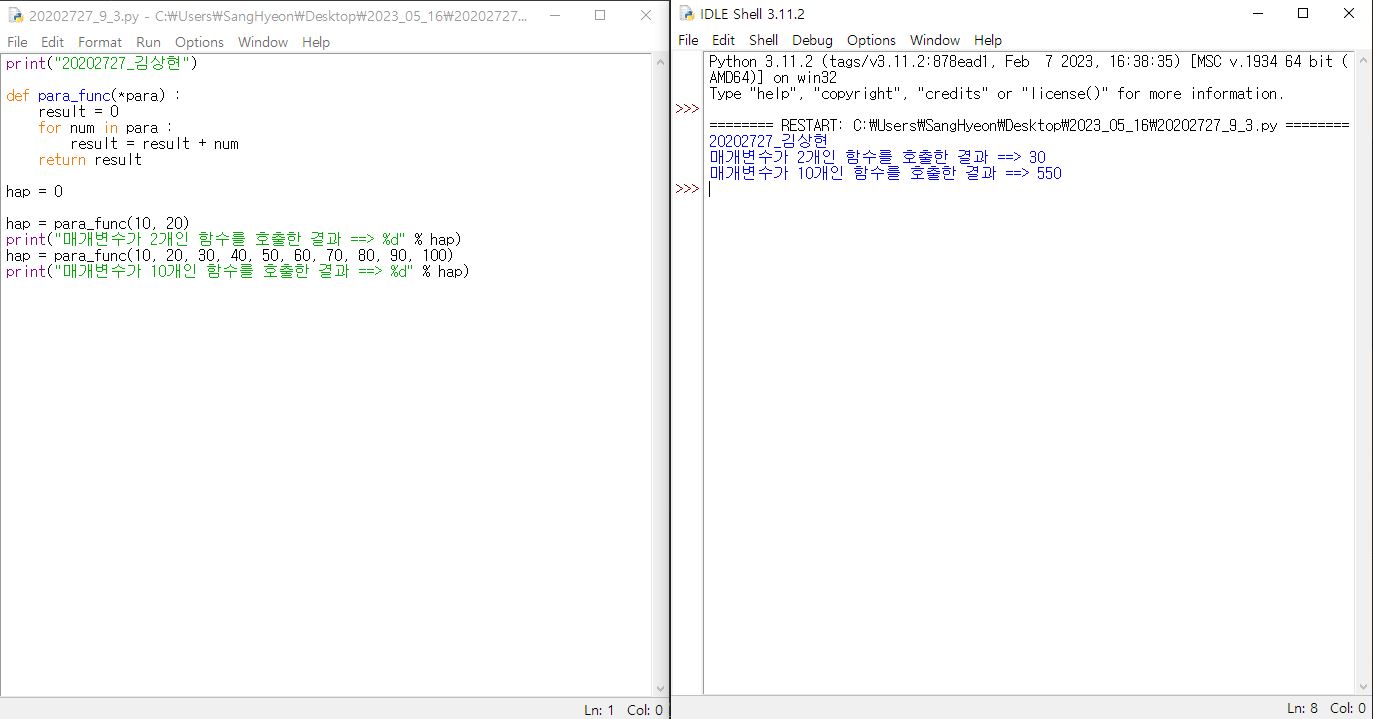 20202727_9_3.py - C:₩Users₩SangHyeon₩Desktop₩2023_05_16₩20202727...
File Edit Format Run Options Window Help
print("20202727_김상현")
def para_func(*para) :
    result = 0
    for num in para :
        result = result + num
    return result
hap = 0
hap = para_func(10, 20)
print("매개변수가 2개인 함수를 호출한 결과 ==> %d" % hap)
hap = para_func(10, 20, 30, 40, 50, 60, 70, 80, 90, 100)
print("매개변수가 10개인 함수를 호출한 결과 ==> %d" % hap)
Ln: 1 Col: 0
IDLE Shell 3.11.2
File Edit Shell Debug Options Window Help
Python 3.11.2 (tags/v3.11.2:878ead1, Feb  7 2023, 16:38:35) [MSC v.1934 64 bit (
AMD64)] on win32
Type "help", "copyright", "credits" or "license()" for more information.
>>>
======== RESTART: C:₩Users₩SangHyeon₩Desktop₩2023_05_16₩20202727_9_3.py ========
20202727_김상현
매개변수가 2개인 함수를 호출한 결과 ==> 30
매개변수가 10개인 함수를 호출한 결과 ==> 550
>>>
Ln: 8 Col: 0